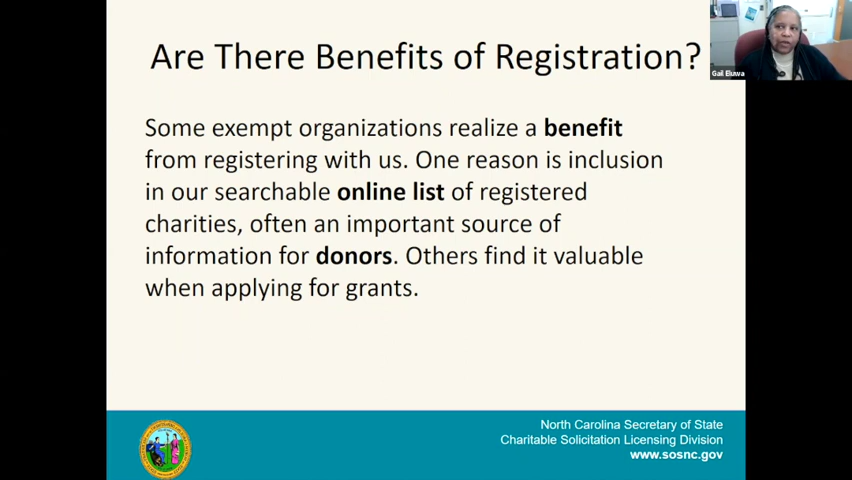 Are There Benefits of Registration?
Gail Eluwa
Some exempt organizations realize a benefit
from registering with us. One reason is inclusion
in our searchable online list of registered
charities, often an important source of
information for donors. Others find it valuable
when applying for grants.
North Carolina Secretary of State
Charitable Solicitation Licensing Division
www.sosnc.gov